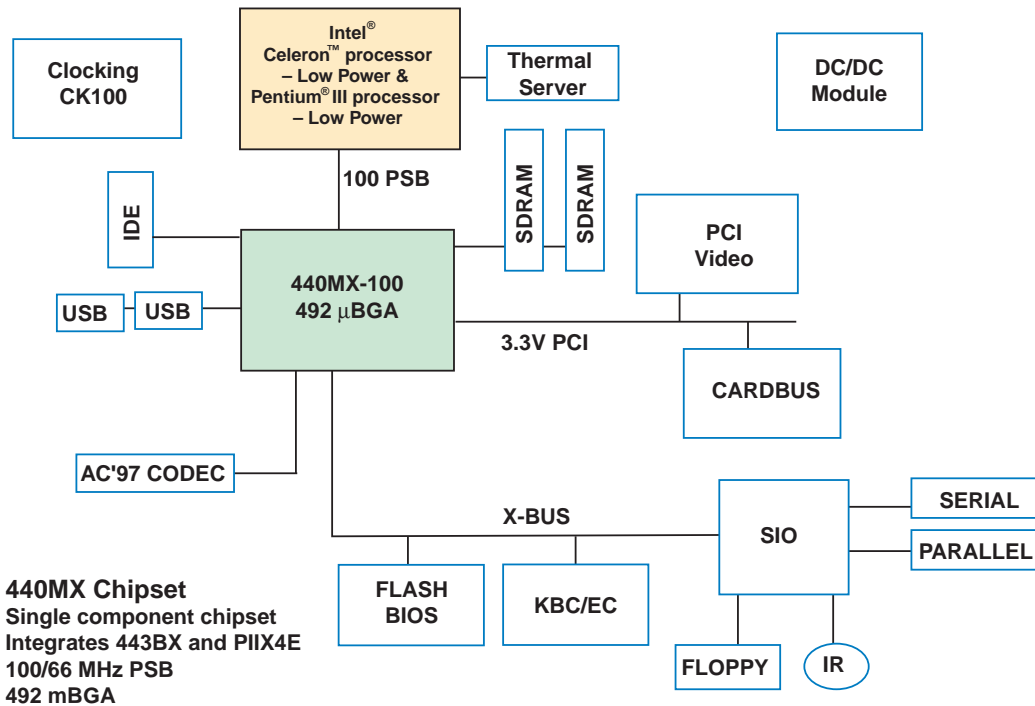 Clocking
CK100
Intel®
Celeron™ processor
– Low Power &
Pentium® III processor
– Low Power
Thermal
Server
DC/DC
Module
100 PSB
IDE
SDRAM
SDRAM
PCI
Video
440MX-100
492 μBGA
USB
USB
3.3V PCI
CARDBUS
AC'97 CODEC
X-BUS
SIO
SERIAL
PARALLEL
FLASH
BIOS
KBC/EC
FLOPPY
IR
440MX Chipset
Single component chipset
Integrates 443BX and PIIX4E
100/66 MHz PSB
492 mBGA